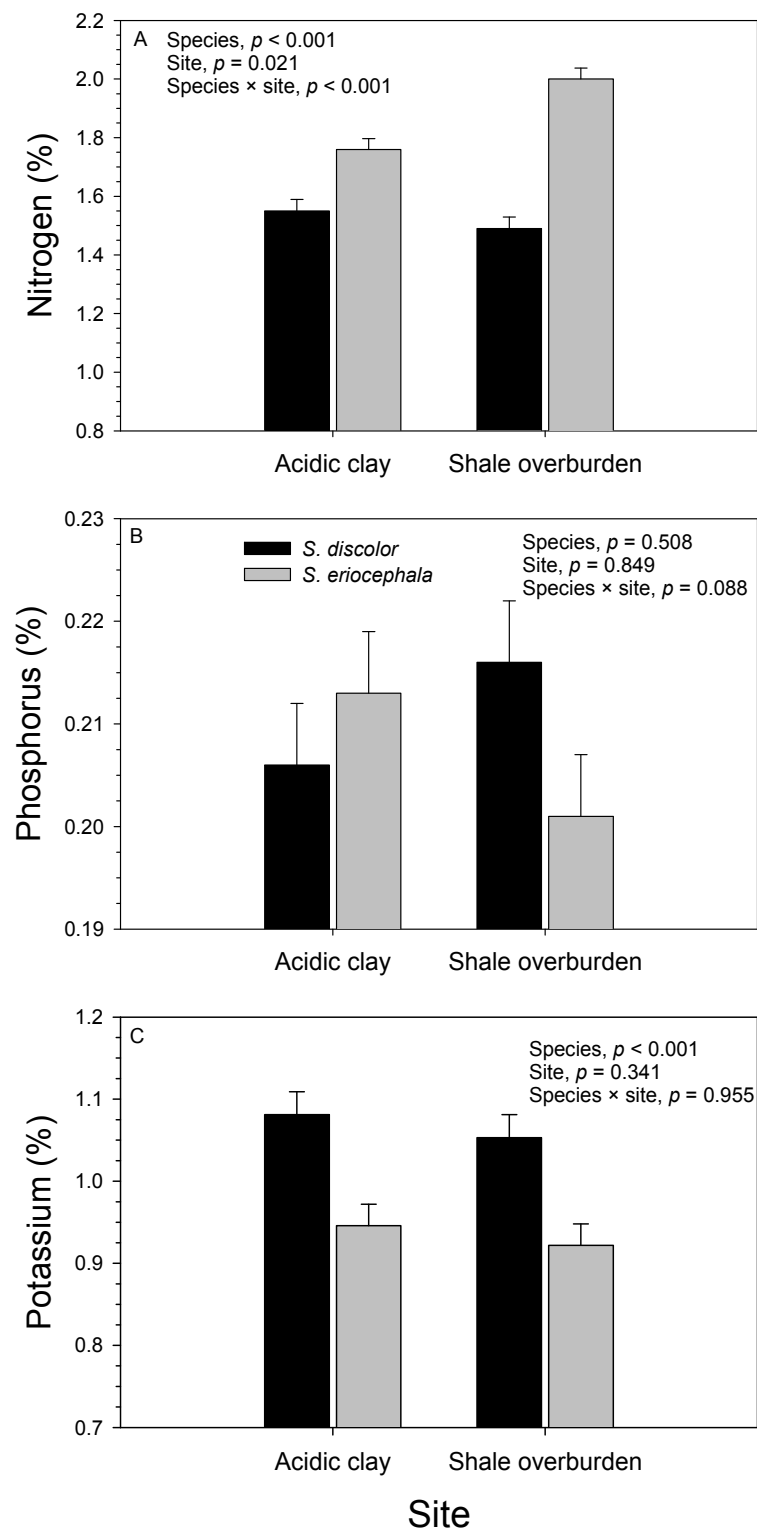 A
Species, p < 0.001
Site, p = 0.021
Species × site, p < 0.001
Nitrogen (%)
2.2
2.0
1.8
1.6
1.4
1.2
1.0
0.8
Acidic clay Shale overburden
B
S. discolor
S. eriocephala
Species, p = 0.508
Site, p = 0.849
Species × site, p = 0.088
Phosphorus (%)
0.23
0.22
0.21
0.20
0.19
Acidic clay Shale overburden
C
Species, p < 0.001
Site, p = 0.341
Species × site, p = 0.955
Potassium (%)
1.2
1.1
1.0
0.9
0.8
0.7
Acidic clay Shale overburden
Site